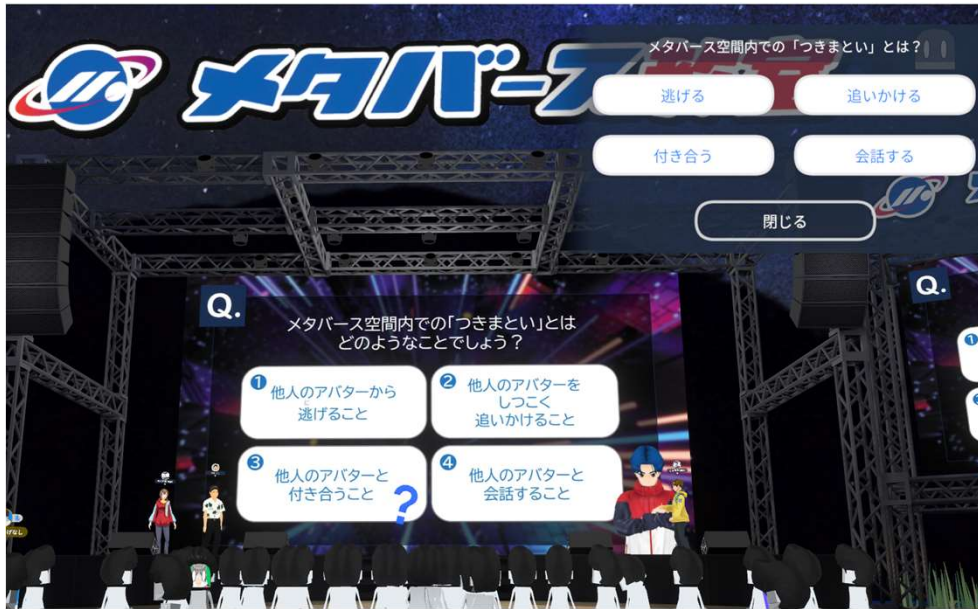 メタバース
メタバース空間内での「つきまとい」とは？
逃げる
追いかける
付き合う
会話する
閉じる
Q.
メタバース空間内での「つきまとい」とは
どのようなことでしょう？
1 他人のアバターから
逃げること
2 他人のアバターを
しつこく
追いかけること
3 他人のアバターと
付き合うこと
?
4 他人のアバターと
会話すること
Q.
1